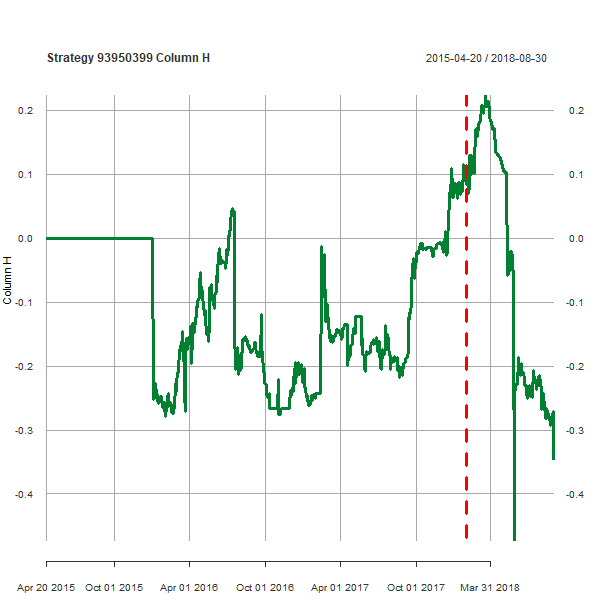 Strategy 93950399 Column H
2015-04-20 / 2018-08-30
0.2 0.2
0.1 0.1
0.0 0.0
-0.1 -0.1
-0.2 -0.2
-0.3 -0.3
-0.4 -0.4
Column H
Apr 20 2015 Oct 01 2015 Apr 01 2016 Oct 01 2016 Apr 01 2017 Oct 01 2017 Mar 31 2018